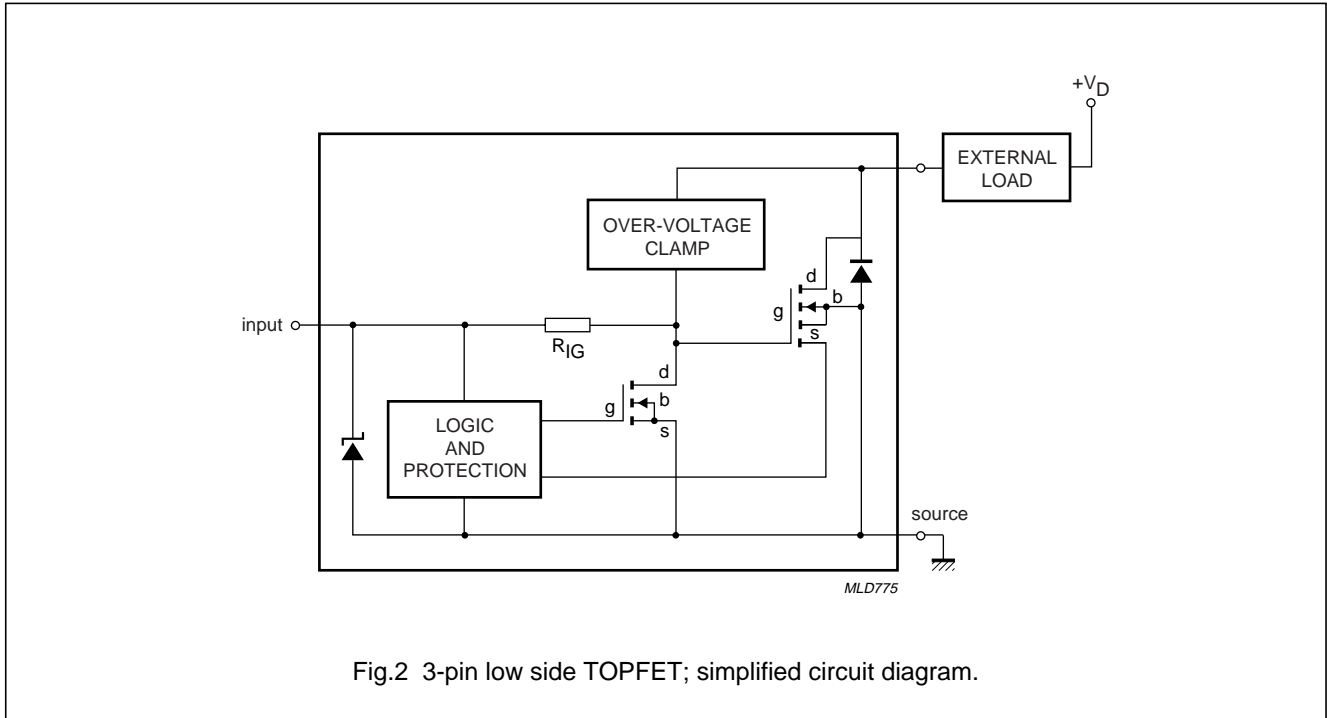 +VD
EXTERNAL
LOAD
OVER-VOLTAGE
CLAMP
d
b
g
s
input
RIG
d
b
g
s
LOGIC
AND
PROTECTION
source
MLD775
Fig.2 3-pin low side TOPFET; simplified circuit diagram.